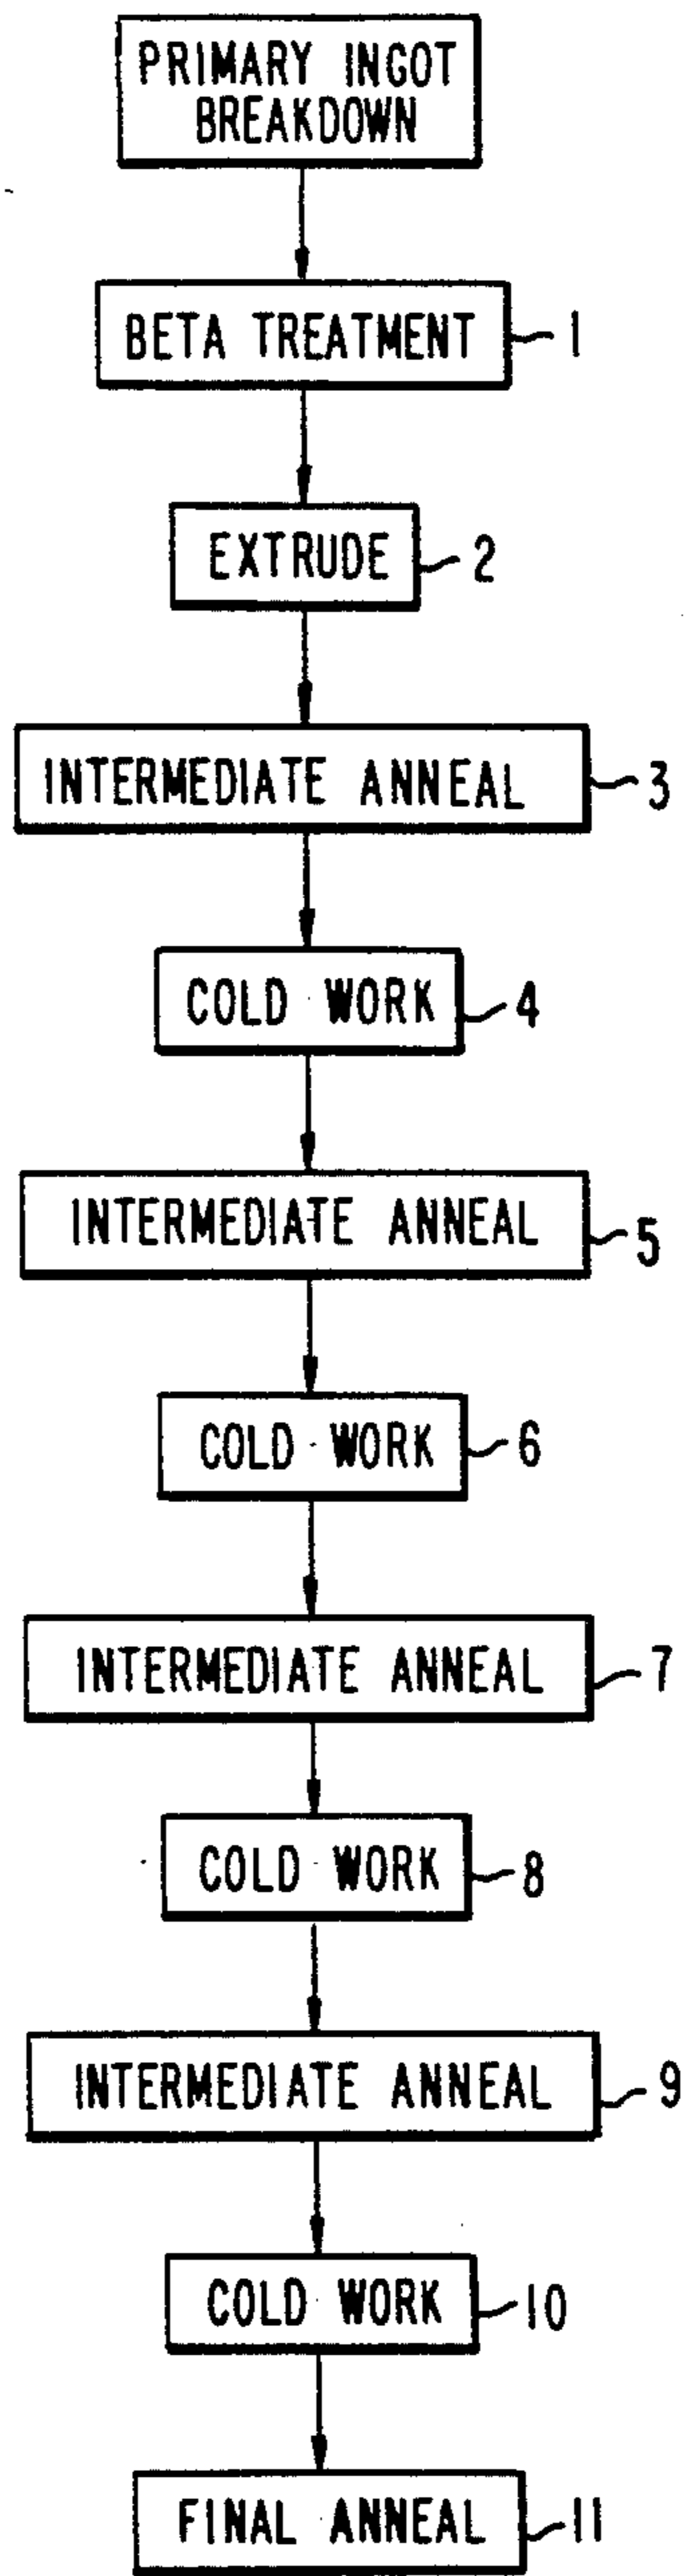 PRIMARY INGOT
BREAKDOWN
BETA TREATMENT 1
EXTRUDE 2
INTERMEDIATE ANNEAL 3
COLD WORK 4
INTERMEDIATE ANNEAL 5
COLD WORK 6
INTERMEDIATE ANNEAL 7
COLD WORK 8
INTERMEDIATE ANNEAL 9
COLD WORK 10
FINAL ANNEAL 11